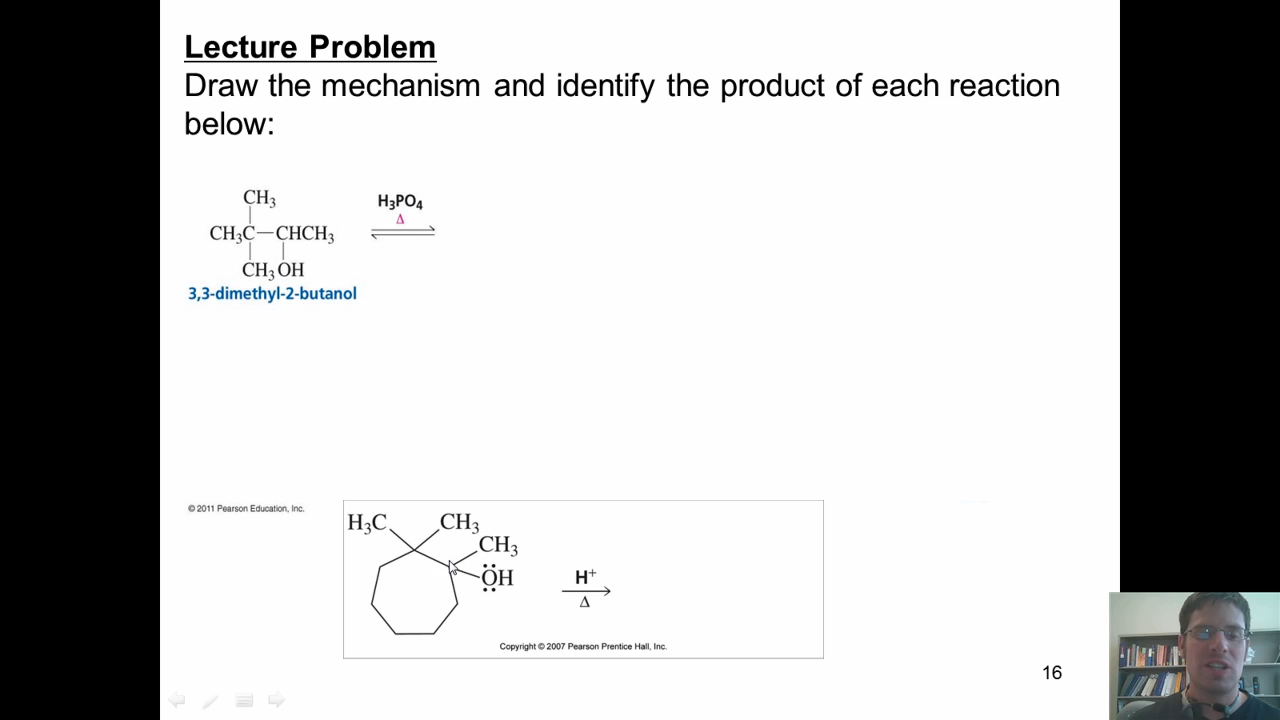 Lecture Problem
Draw the mechanism and identify the product of each reaction
below:
CH₃
CH₃C—CHCH₃
CH₃ OH
3,3-dimethyl-2-butanol
H₃PO₄
Δ
© 2011 Pearson Education, Inc.
H₃C
CH₃
CH₃
ÖH
H⁺
Δ
Copyright © 2007 Pearson Prentice Hall, Inc.
16